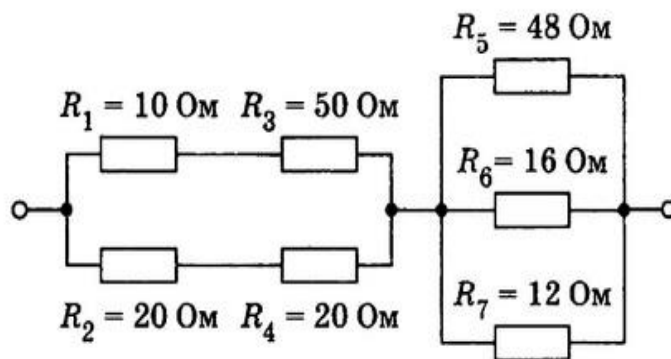 R₅ = 48 Ом
R₁ = 10 Ом R₃ = 50 Ом
R₆ = 16 Ом
R₂ = 20 Ом R₄ = 20 Ом
R₇ = 12 Ом